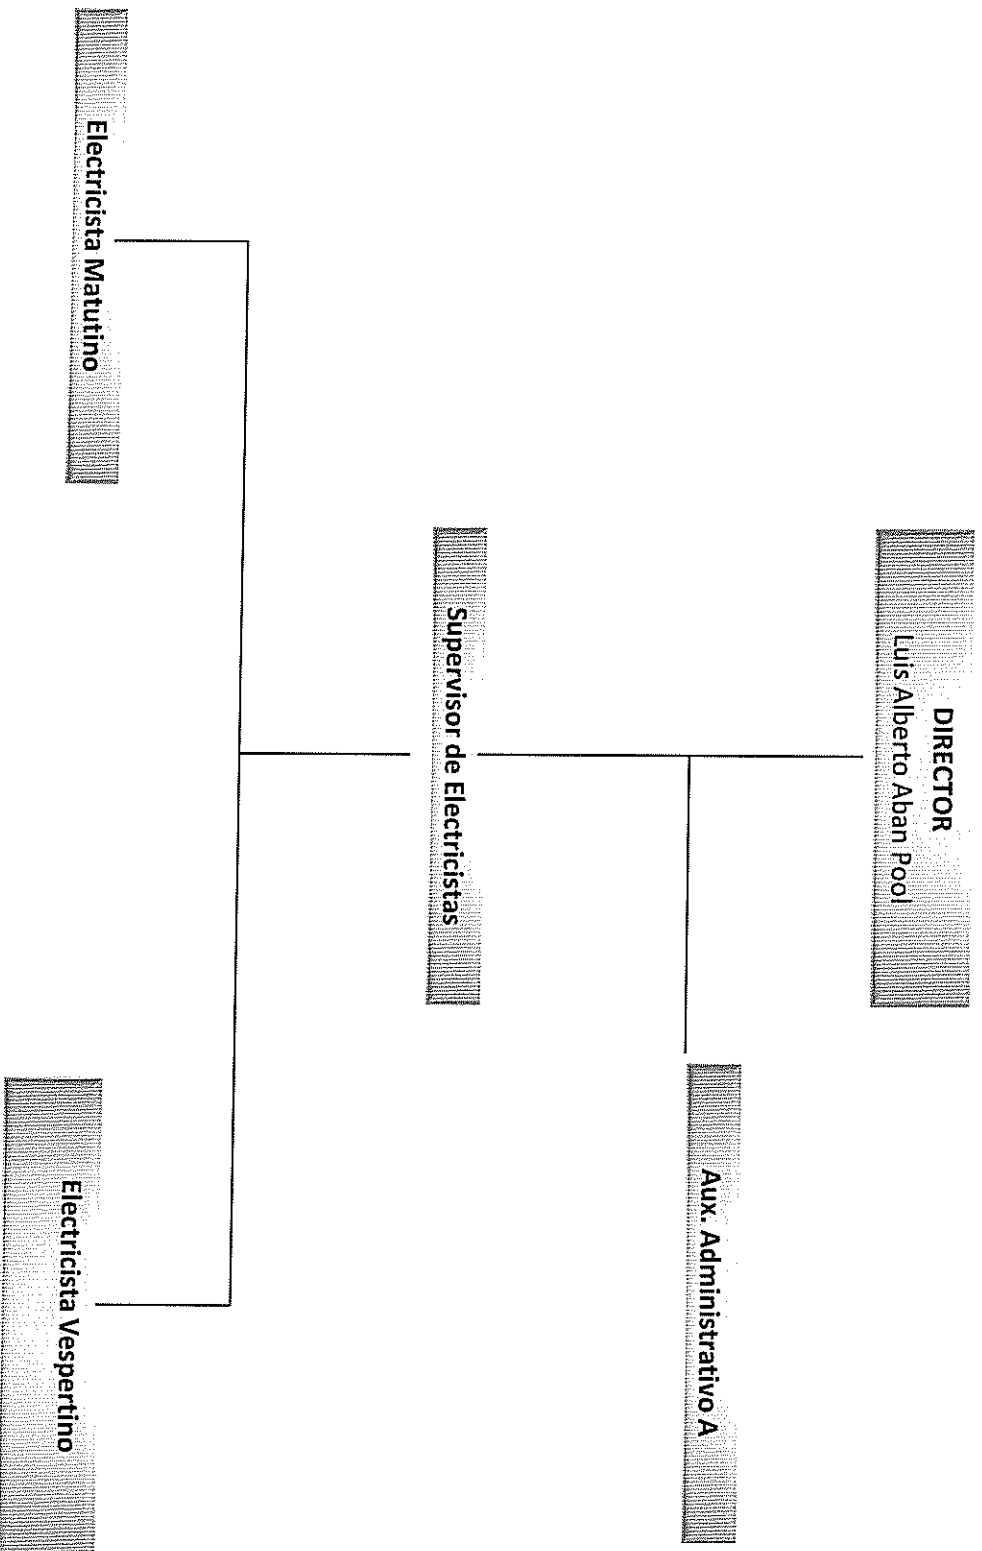 DIRECTOR
Luis Alberto Aban Pool
Aux. Administrativo A
Supervisor de Electricistas
Electricista Matutino
Electricista Vespertino